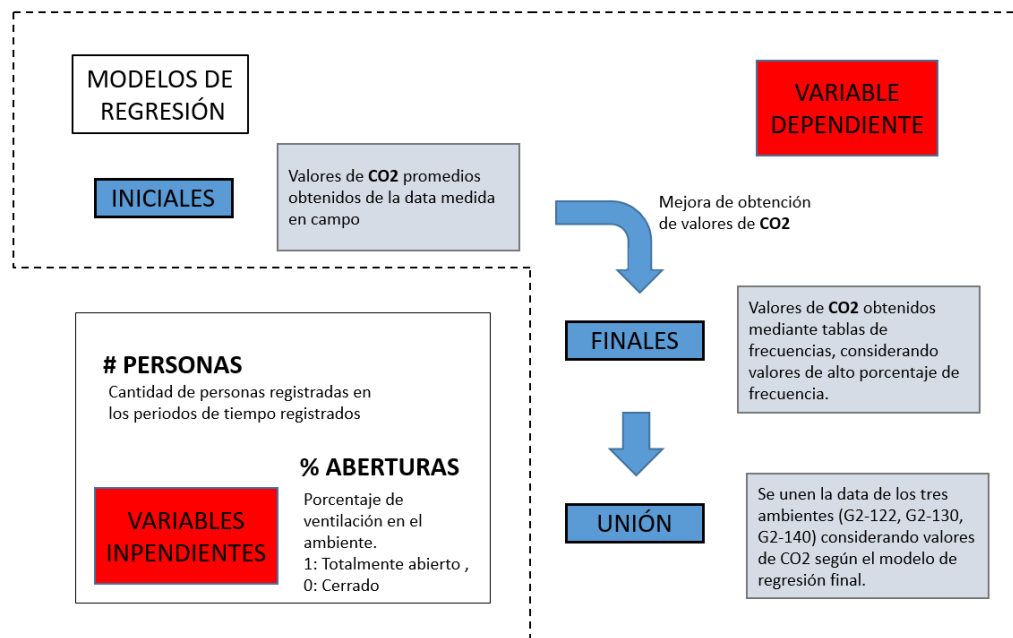 MODELOS DE
REGRESIÓN
VARIABLE
DEPENDIENTE
INICIALES
Valores de CO2 promedios
obtenidos de la data medida
en campo
Mejora de obtención
de valores de CO2
FINALES
Valores de CO2 obtenidos
mediante tablas de
frecuencias, considerando
valores de alto porcentaje de
frecuencia.
UNIÓN
Se unen la data de los tres
ambientes (G2-122, G2-130,
G2-140) considerando valores
de CO2 según el modelo de
regresión final.
# PERSONAS
Cantidad de personas registradas en
los periodos de tiempo registrados
% ABERTURAS
Porcentaje de
ventilación en el
ambiente.
1: Totalmente abierto ,
0: Cerrado
VARIABLES
INPENDIENTES